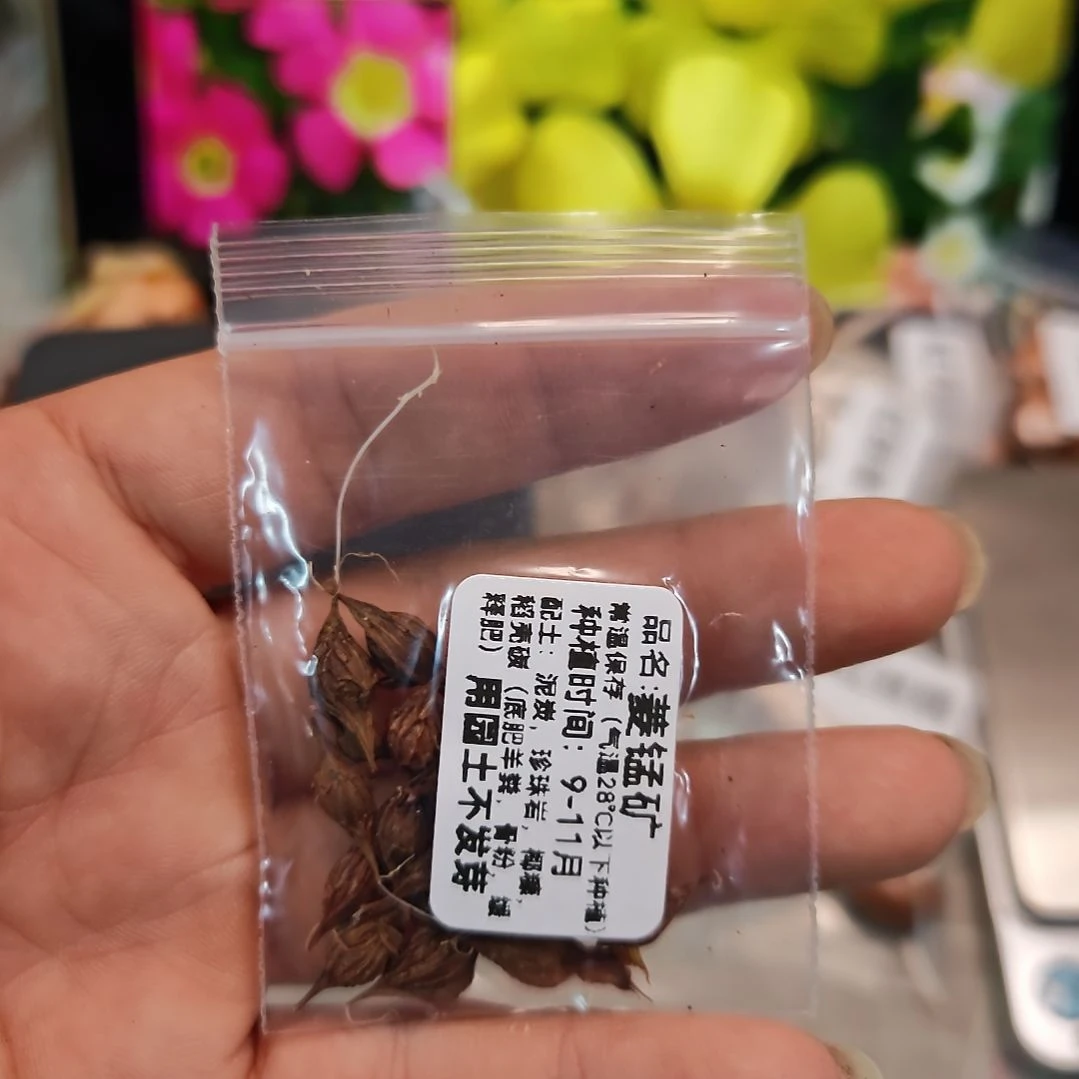 品名:菱锰矿
常温保存（气温28℃以下种植）
种植时间：9-11月
配土：泥炭，珍珠岩，椰糠，
稻壳碳（底肥羊粪，骨粉，缓
释肥）用园土不发芽